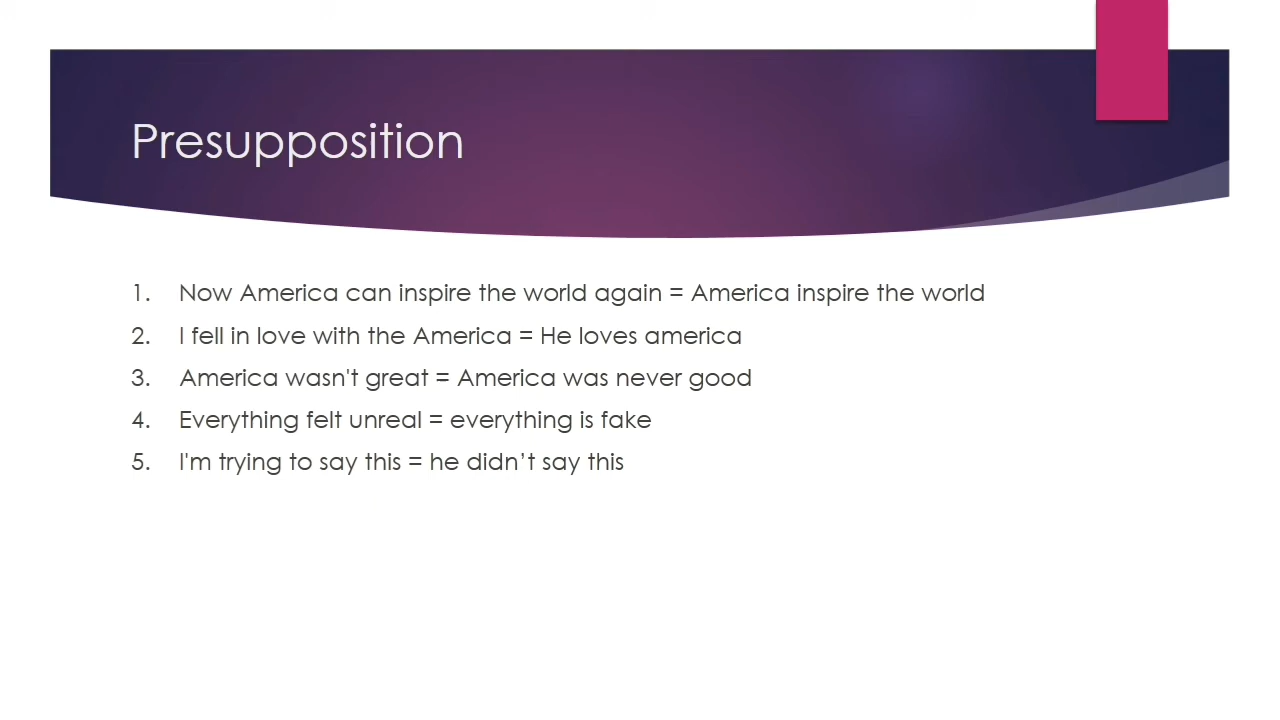 Presupposition
1. Now America can inspire the world again = America inspire the world
2. I fell in love with the America = He loves america
3. America wasn't great = America was never good
4. Everything felt unreal = everything is fake
5. I'm trying to say this = he didn’t say this